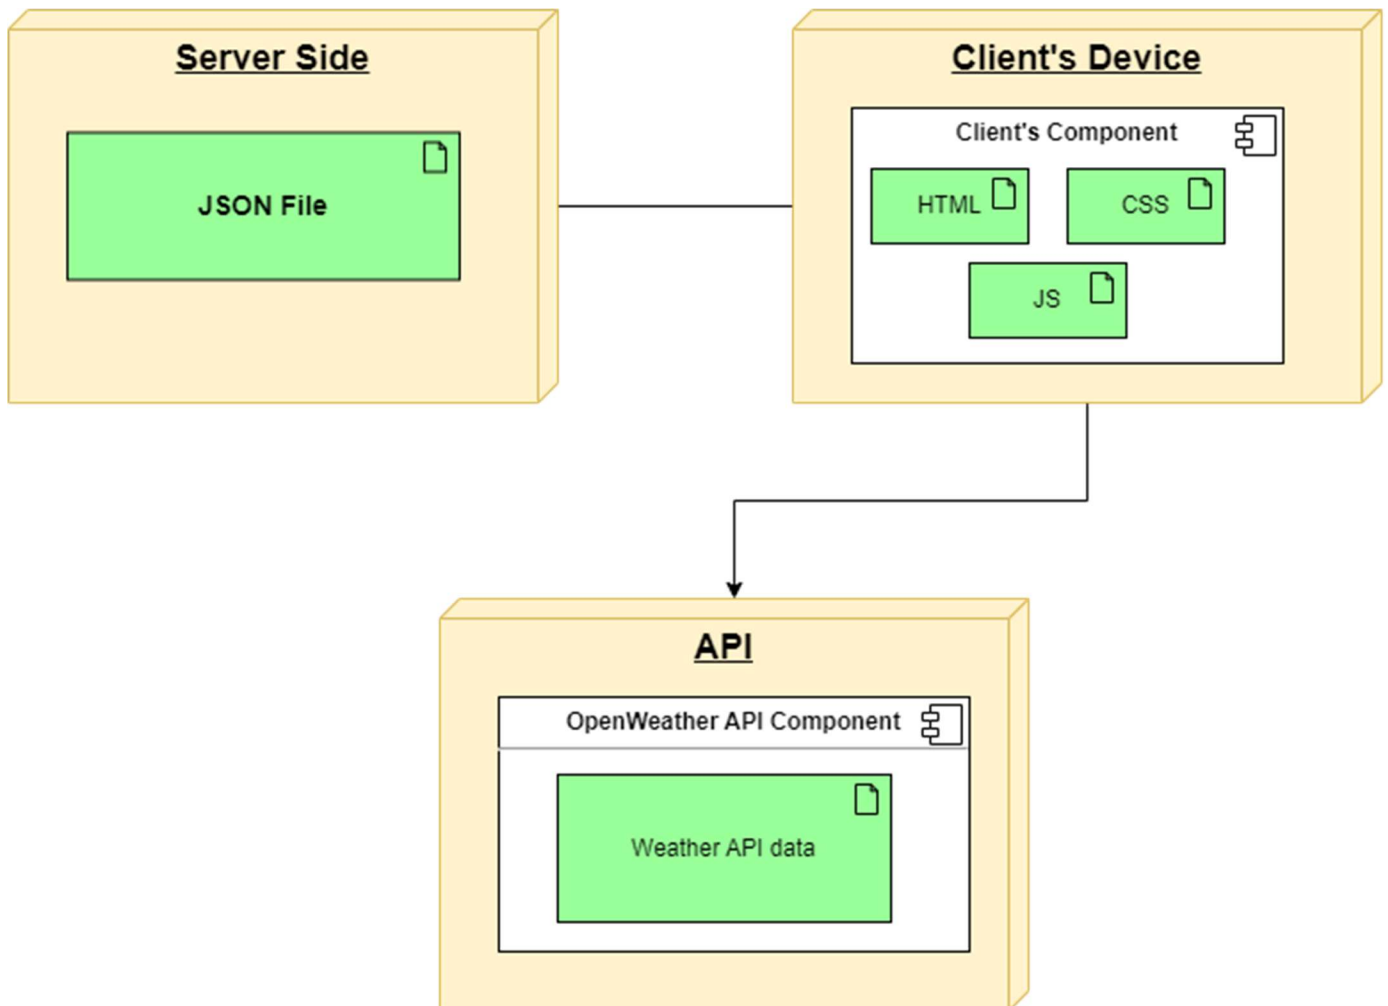 Server Side
JSON File
Client's Device
Client's Component
HTML
CSS
JS
API
OpenWeather API Component
Weather API data